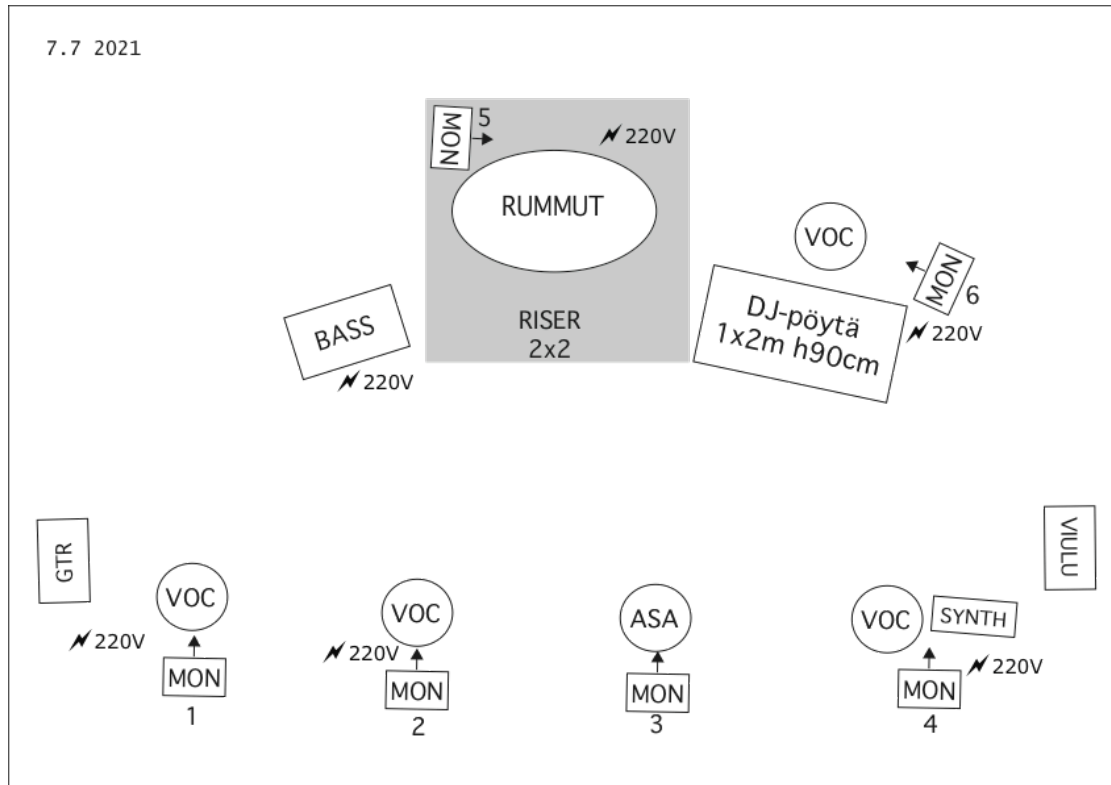 7.7 2021
MON
5
220V
RUMMUT
RISER
2x2
VOC
MON
6
DJ-pöytä
1x2m h90cm
220V
BASS
220V
GTR
220V
VOC
MON
1
220V
VOC
MON
2
ASA
MON
3
VOC
SYNTH
220V
MON
4
VIULU